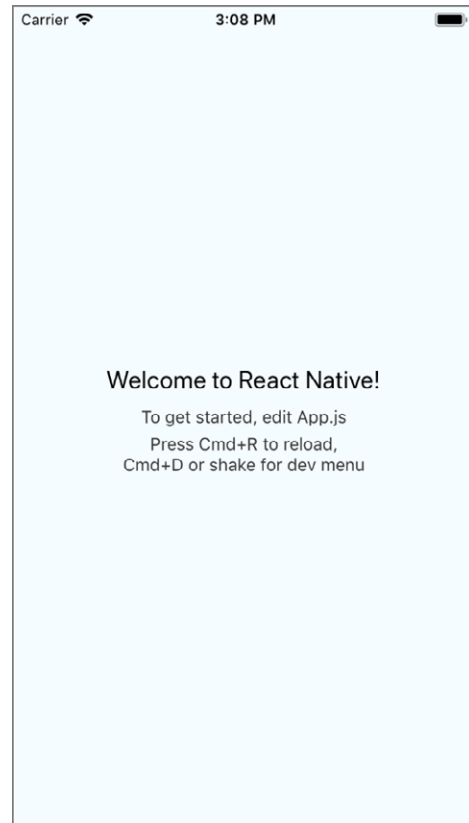 Carrier 3:08 PM
Welcome to React Native!
To get started, edit App.js
Press Cmd+R to reload,
Cmd+D or shake for dev menu